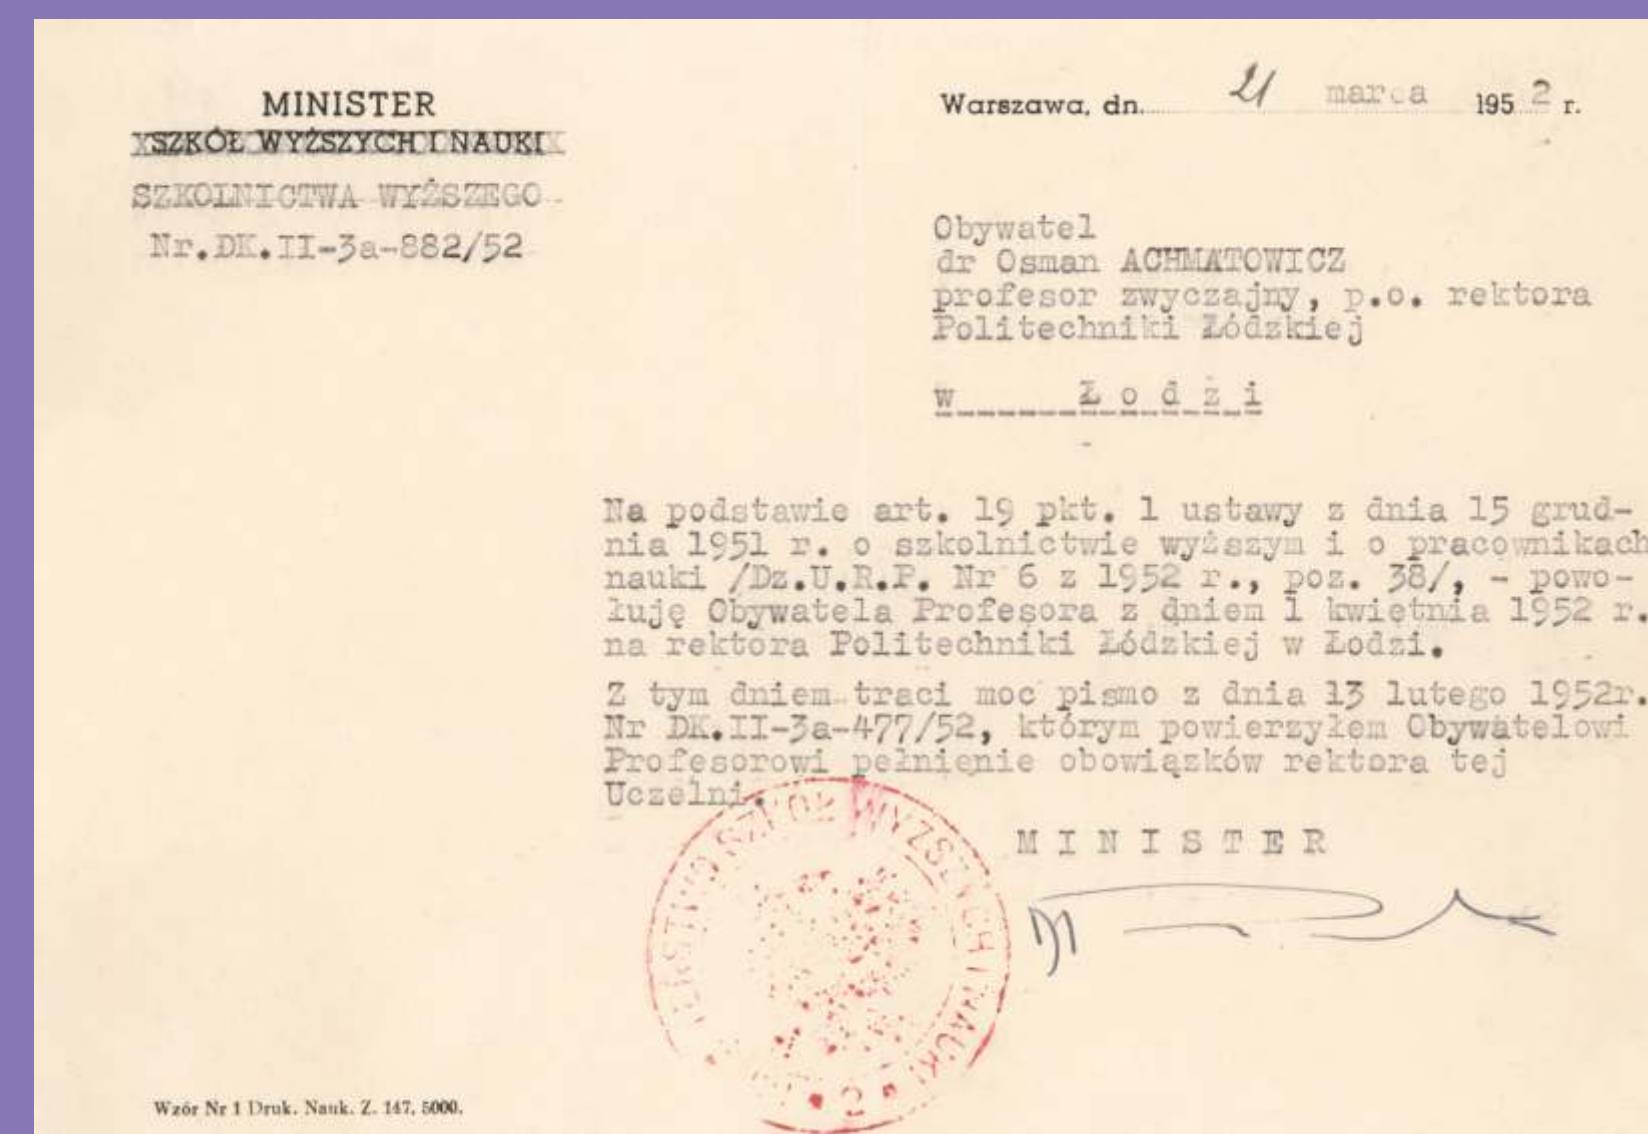 MINISTER
SZKÓŁ WYŻSZYCH I NAUKI
SZKOLNICTWA WYŻSZEGO
Nr.DK.II-3a-882/52
Warszawa, dn. 21 marca 1952 r.
Obywatel
dr Osman ACHMATOWICZ
profesor zwyczajny, p.o. rektora
Politechniki Łódzkiej
w Łodzi
Na podstawie art. 19 pkt. 1 ustawy z dnia 15 grud-
nia 1951 r. o szkolnictwie wyższym i o pracownikach
nauki /Dz.U.R.P. Nr 6 z 1952 r., poz. 38/, - powo-
łuję Obywatela Profesora z dniem 1 kwietnia 1952 r.
na rektora Politechniki Łódzkiej w Łodzi.
Z tym dniem traci moc pismo z dnia 13 lutego 1952r.
Nr DK.II-3a-477/52, którym powierzyłem Obywatelowi
Profesorowi pełnienie obowiązków rektora tej
Uczelni.
MINISTER
SZKÓŁ WYŻSZYCH I NAUKI
Wzór Nr 1 Druk. Nauk. Z. 147. 5000.